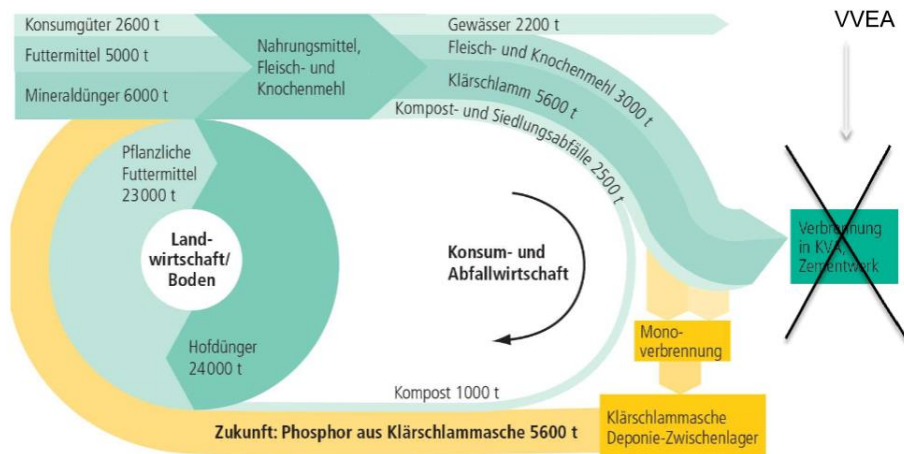 Konsumgüter 2600 t
Futtermittel 5000 t
Mineraldünger 6000 t
Nahrungsmittel,
Fleisch- und
Knochenmehl
Gewässer 2200 t
Fleisch- und Knochenmehl 3000 t
Klärschlamm 5600 t
Kompost- und Siedlungsabfälle 2500 t
VVEA
Verbrennung
in KVA,
Zementwerk
Pflanzliche
Futtermittel
23000 t
Land-
wirtschaft/
Boden
Hofdünger
24000 t
Konsum- und
Abfallwirtschaft
Mono-
verbrennung
Kompost 1000 t
Zukunft: Phosphor aus Klärschlammasche 5600 t
Klärschlammasche
Deponie-Zwischenlager